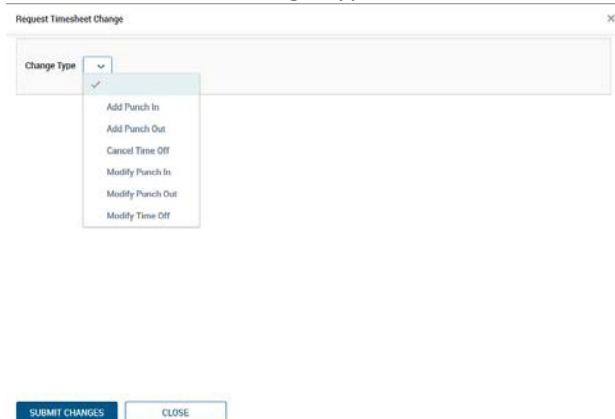 Request Timesheet Change
Change Type
Add Punch In
Add Punch Out
Cancel Time Off
Modify Punch In
Modify Punch Out
Modify Time Off
SUBMIT CHANGES CLOSE